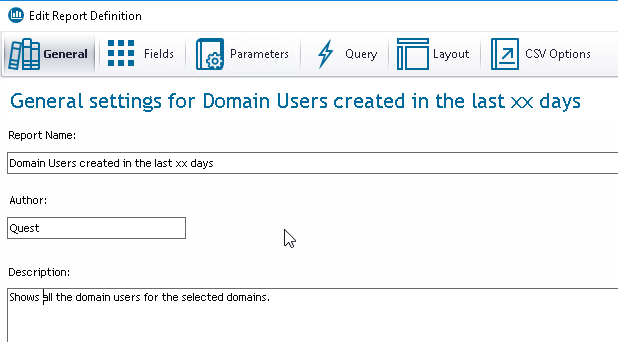 Edit Report Definition
General Fields Parameters Query Layout CSV Options
General settings for Domain Users created in the last xx days
Report Name:
Domain Users created in the last xx days
Author:
Quest
Description:
Shows all the domain users for the selected domains.